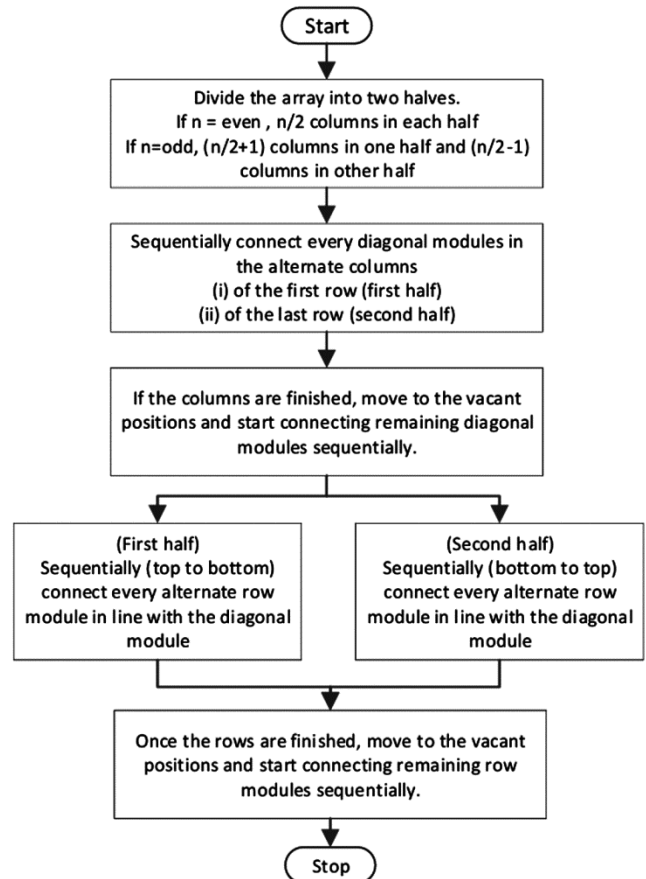 Start
Divide the array into two halves.
If n = even , n/2 columns in each half
If n=odd, (n/2+1) columns in one half and (n/2-1)
columns in other half
Sequentially connect every diagonal modules in
the alternate columns
(i) of the first row (first half)
(ii) of the last row (second half)
If the columns are finished, move to the vacant
positions and start connecting remaining diagonal
modules sequentially.
(First half)
Sequentially (top to bottom)
connect every alternate row
module in line with the diagonal
module
(Second half)
Sequentially (bottom to top)
connect every alternate row
module in line with the diagonal
module
Once the rows are finished, move to the vacant
positions and start connecting remaining row
modules sequentially.
Stop